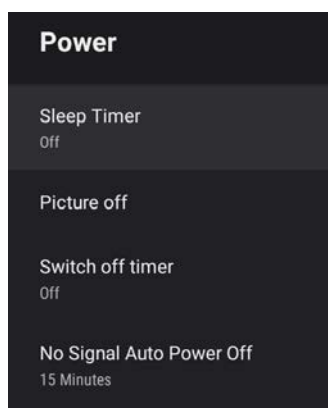 Power
Sleep Timer
Off
Picture off
Switch off timer
Off
No Signal Auto Power Off
15 Minutes